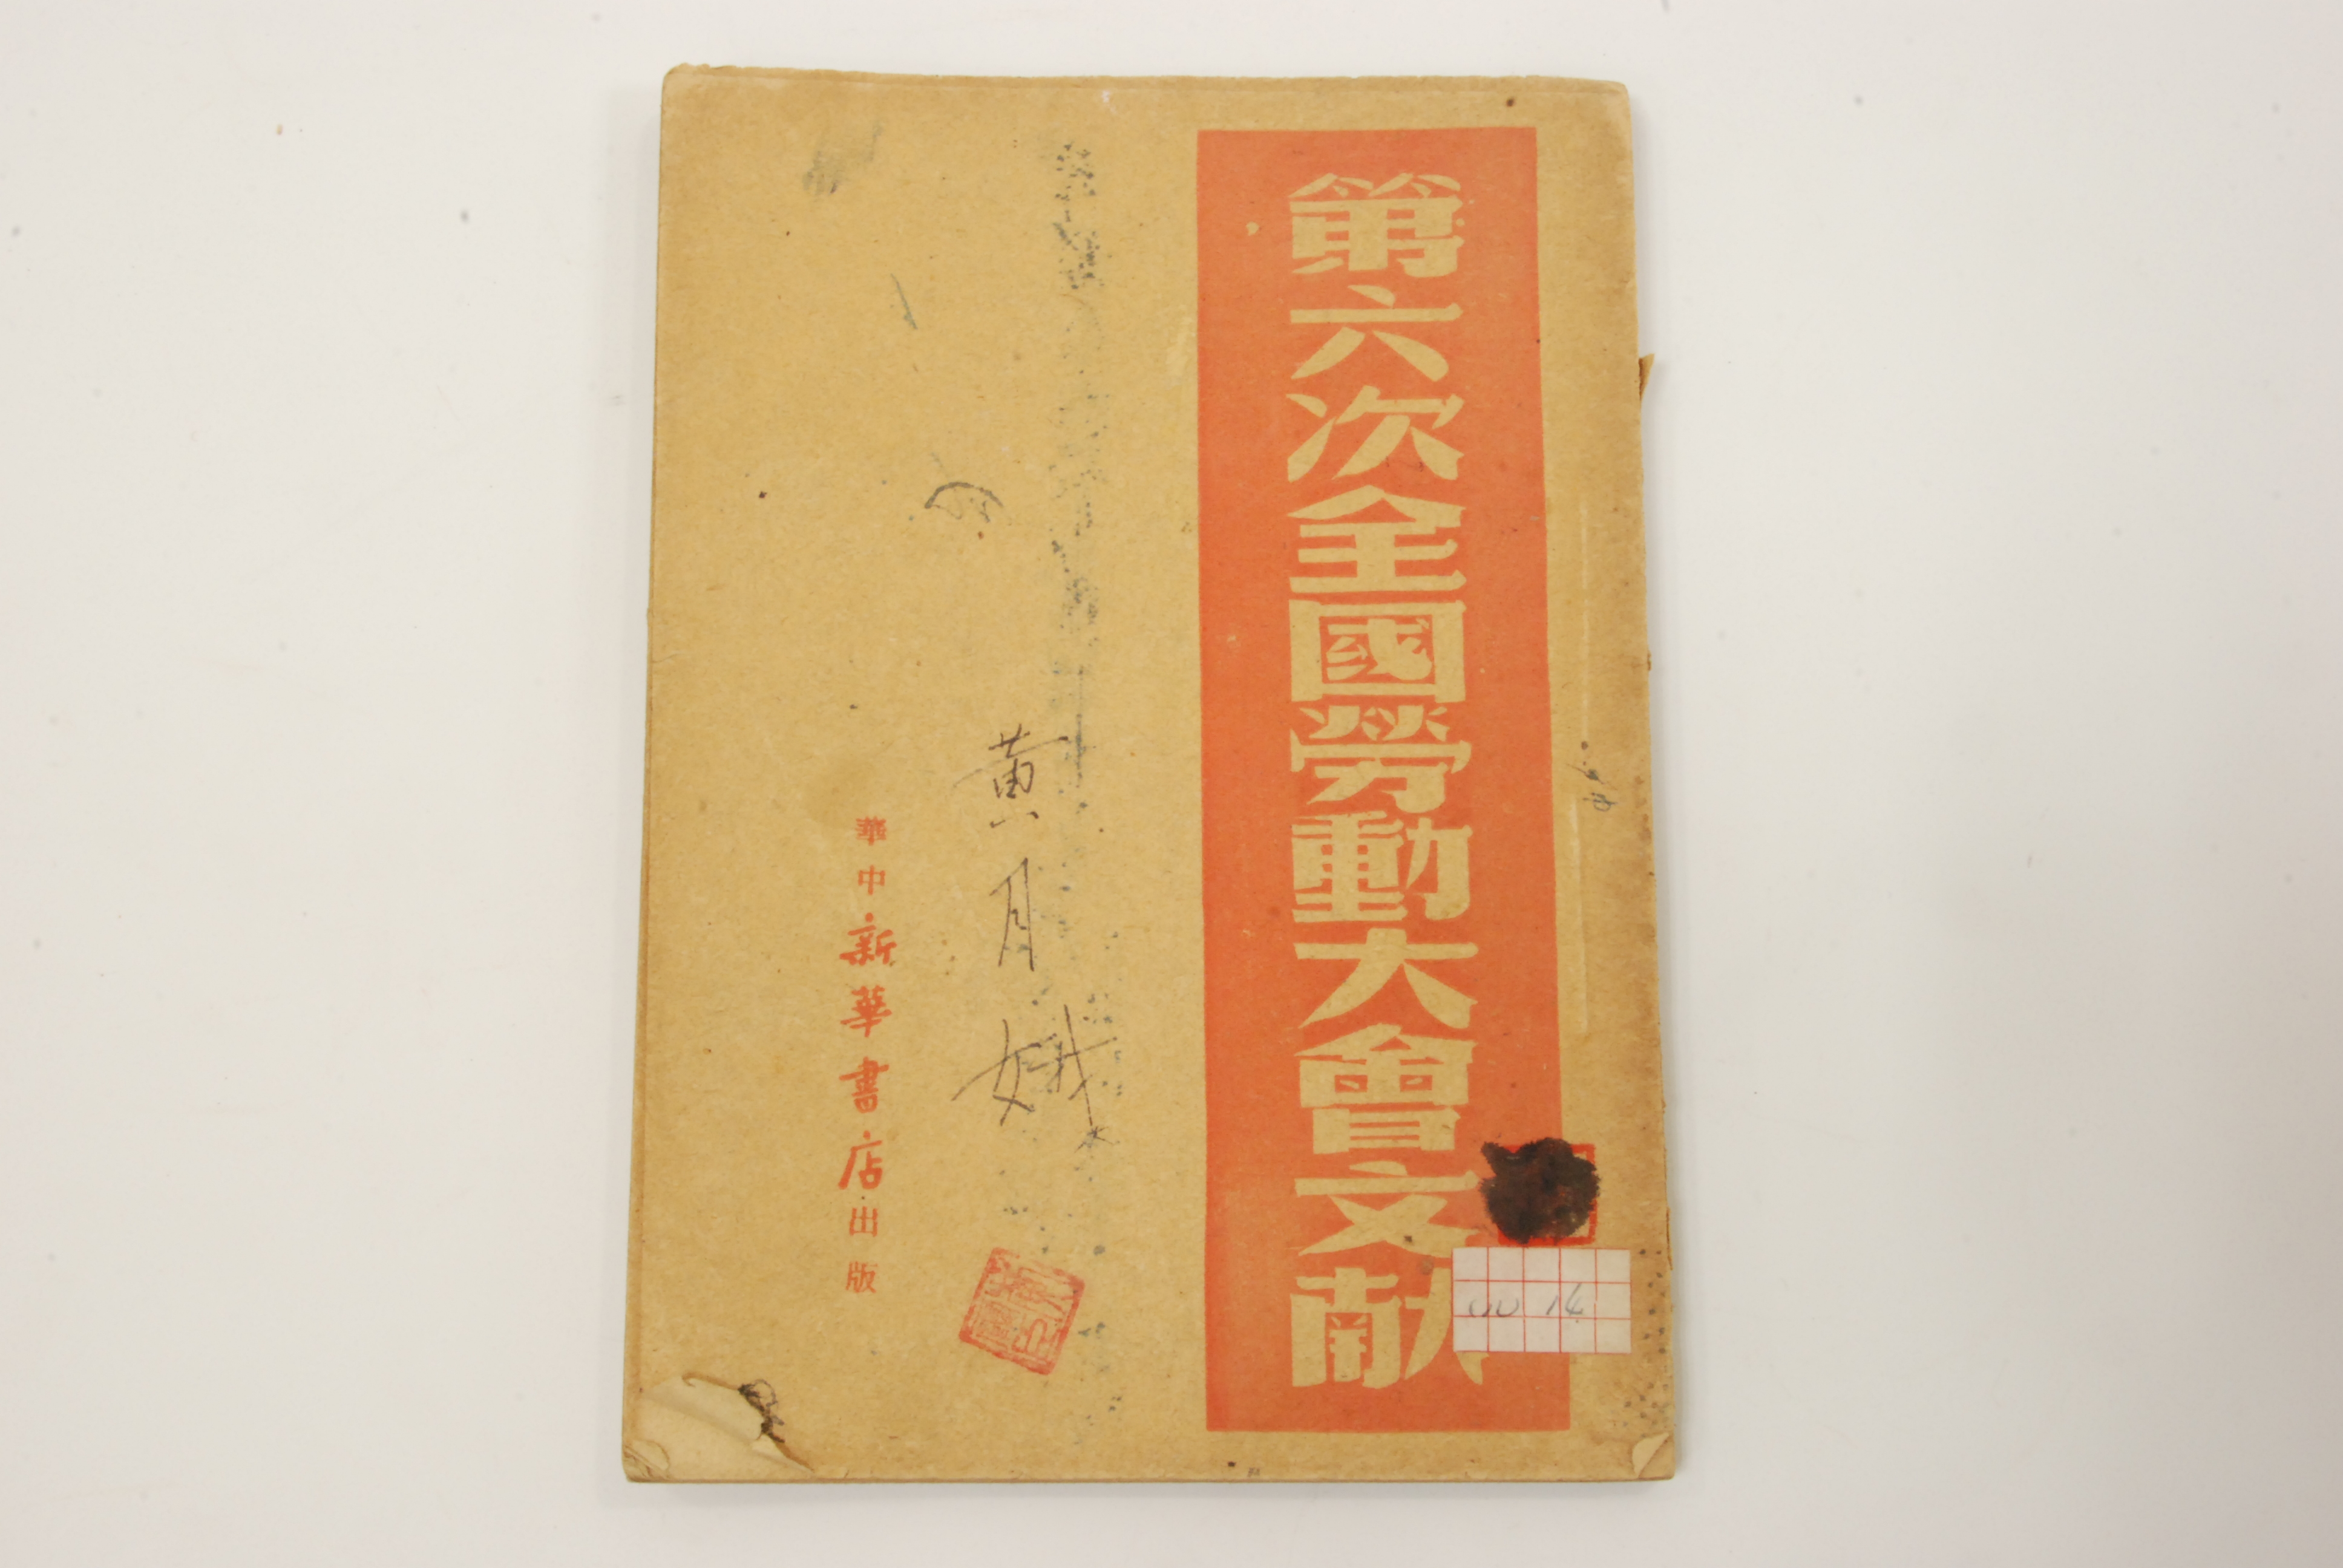 第六次全國勞動大會文献
黄月娥
華中新華書店出版
14